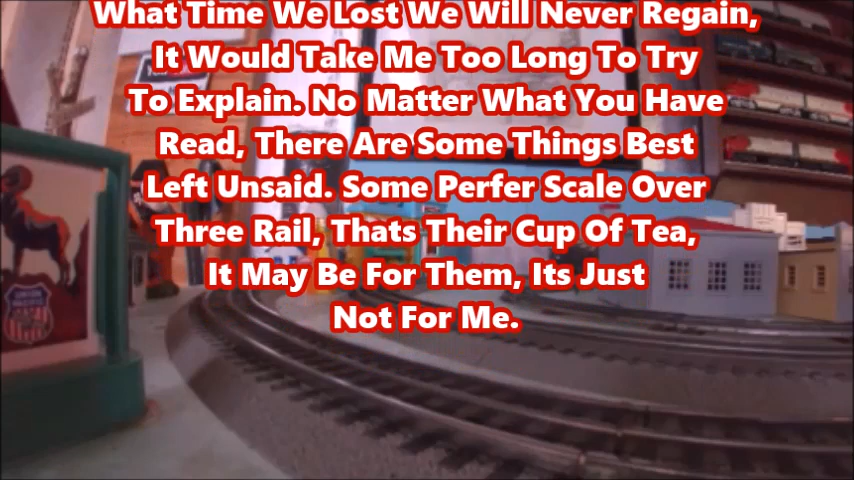 What Time We Lost We Will Never Regain,
It Would Take Me Too Long To Try
To Explain. No Matter What You Have
Read, There Are Some Things Best
Left Unsaid. Some Perfer Scale Over
Three Rail, Thats Their Cup Of Tea,
It May Be For Them, Its Just
Not For Me.